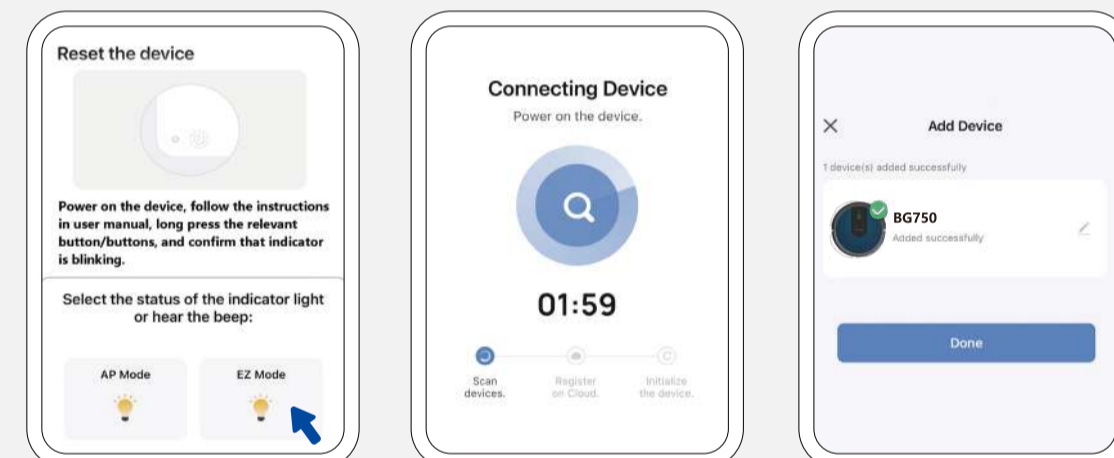 Reset the device
Power on the device, follow the instructions
in user manual, long press the relevant
button/buttons, and confirm that indicator
is blinking.
Select the status of the indicator light
or hear the beep:
AP Mode
EZ Mode
Connecting Device
Power on the device.
01:59
Scan
devices.
Register
on Cloud.
Initialize
the device.
Add Device
1 device(s) added successfully
BG750
Added successfully
Done